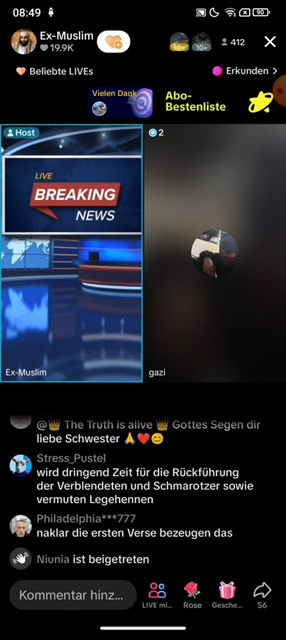 08:49
90
Ex-Muslim
19.9K
10+
10+
412
Beliebte LIVEs
Erkunden >
Vielen Dank
Abo-
Bestenliste
Host
2
LIVE
BREAKING
NEWS
Ex-Muslim
gazi
@👑 The Truth is alive 👑 Gottes Segen dir
liebe Schwester 🙏❤️😊
Stress_Pustel
wird dringend Zeit für die Rückführung
der Verblendeten und Schmarotzer sowie
vermuten Legehennen
Philadelphia***777
naklar die ersten Verse bezeugen das
Niunia ist beigetreten
Kommentar hinz...
LIVE mi...
Rose
Gesche...
56